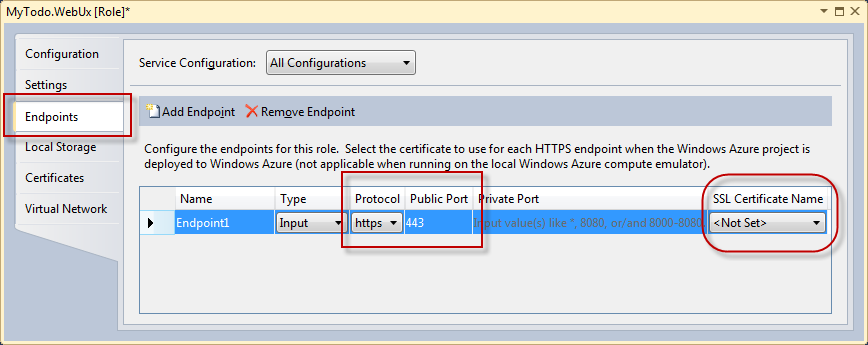 MyTodo.WebUx [Role]*
Configuration
Settings
Endpoints
Local Storage
Certificates
Virtual Network
Service Configuration: All Configurations
Add Endpoint Remove Endpoint
Configure the endpoints for this role. Select the certificate to use for each HTTPS endpoint when the Windows Azure project is
deployed to Windows Azure (not applicable when running on the local Windows Azure compute emulator).
Name Type Protocol Public Port Private Port SSL Certificate Name
Endpoint1 Input https 443 Input value(s) like *, 8080, or/and 8000-8080 <Not Set>